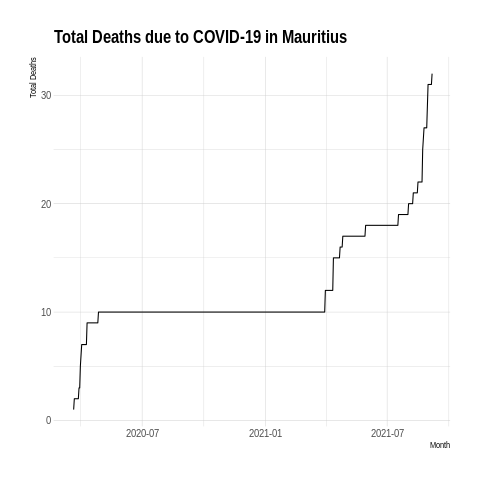 Total Deaths due to COVID-19 in Mauritius
Total Deaths
30
20
10
0
2020-07 2021-01 2021-07
Month